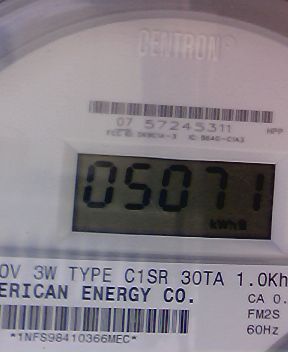 CENTRON
07 57245311
HPP
05071
kWh
0V 3W TYPE C1SR 30TA 1.0Kh
ERICAN ENERGY CO.
CA 0.
FM2S
60Hz
*1NFS98410366MEC*